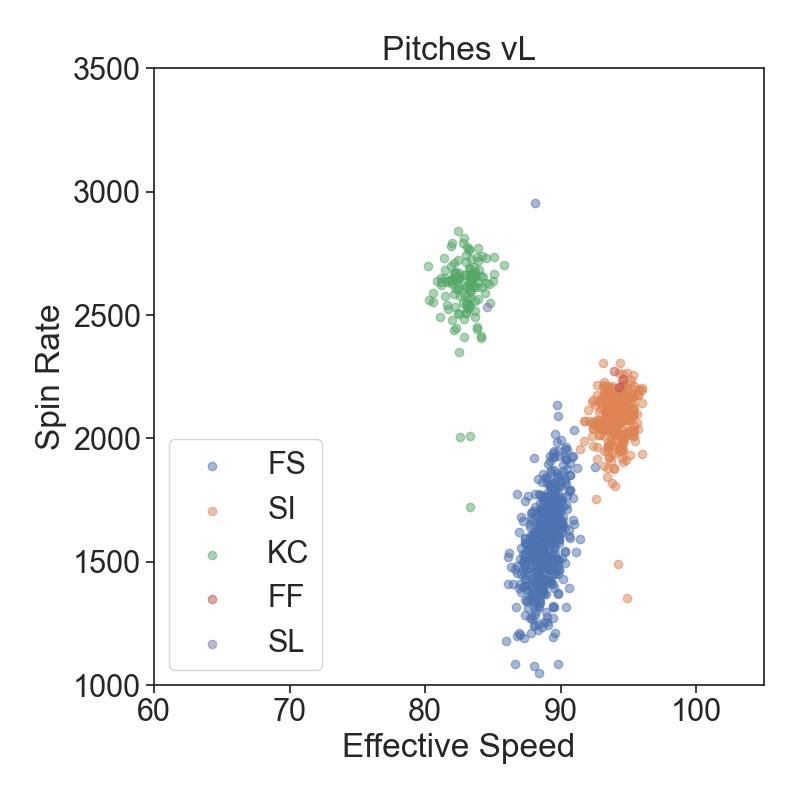 Pitches vL
3500
3000
2500
2000
1500
1000
Spin Rate
FS
SI
KC
FF
SL
60 70 80 90 100
Effective Speed